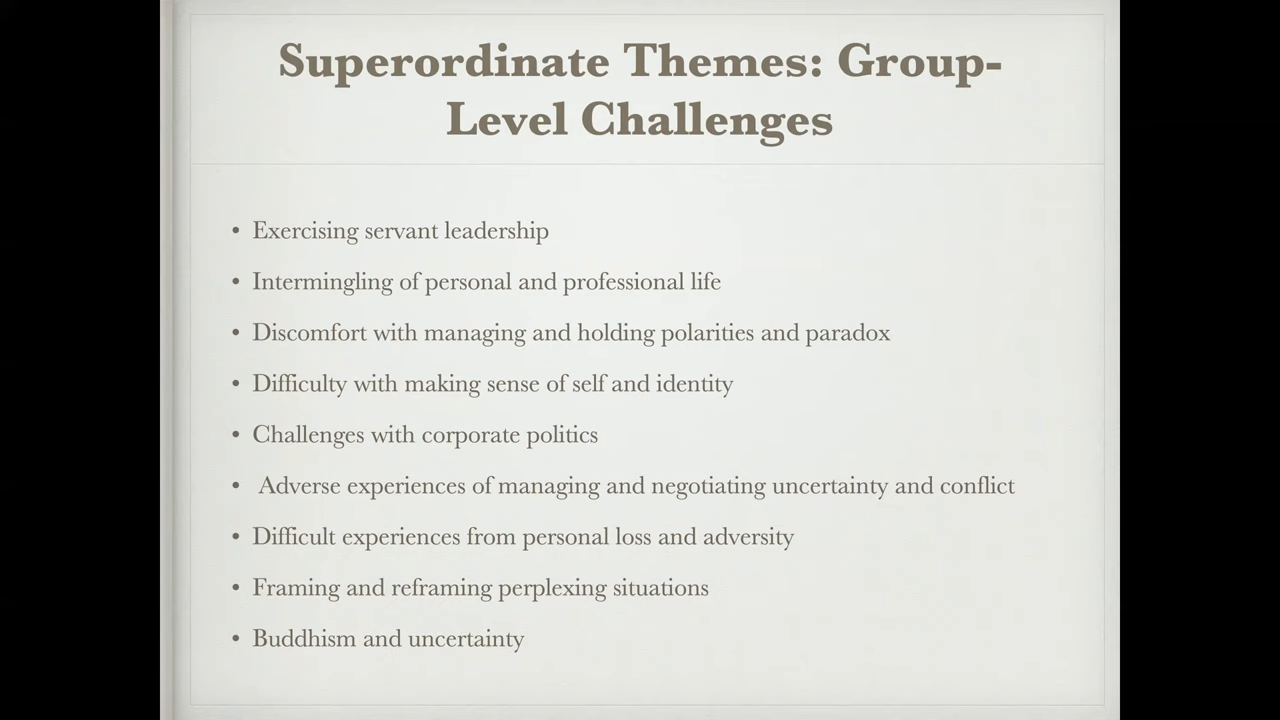 Superordinate Themes: Group-
Level Challenges
• Exercising servant leadership
• Intermingling of personal and professional life
• Discomfort with managing and holding polarities and paradox
• Difficulty with making sense of self and identity
• Challenges with corporate politics
• Adverse experiences of managing and negotiating uncertainty and conflict
• Difficult experiences from personal loss and adversity
• Framing and reframing perplexing situations
• Buddhism and uncertainty